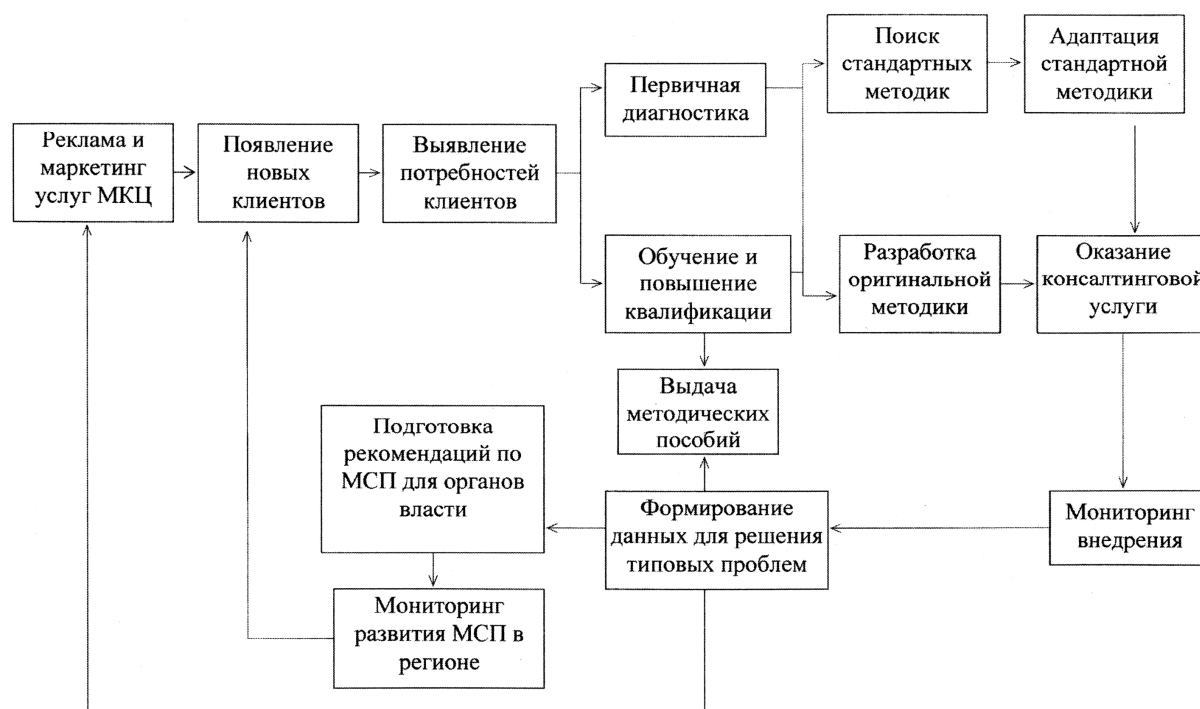 Реклама и
маркетинг
услуг МКЦ
Появление
новых
клиентов
Выявление
потребностей
клиентов
Первичная
диагностика
Поиск
стандартных
методик
Адаптация
стандартной
методики
Обучение и
повышение
квалификации
Разработка
оригинальной
методики
Оказание
консалтинговой
услуги
Выдача
методических
пособий
Подготовка
рекомендаций по
МСП для органов
власти
Формирование
данных для решения
типовых проблем
Мониторинг
внедрения
Мониторинг
развития МСП в
регионе